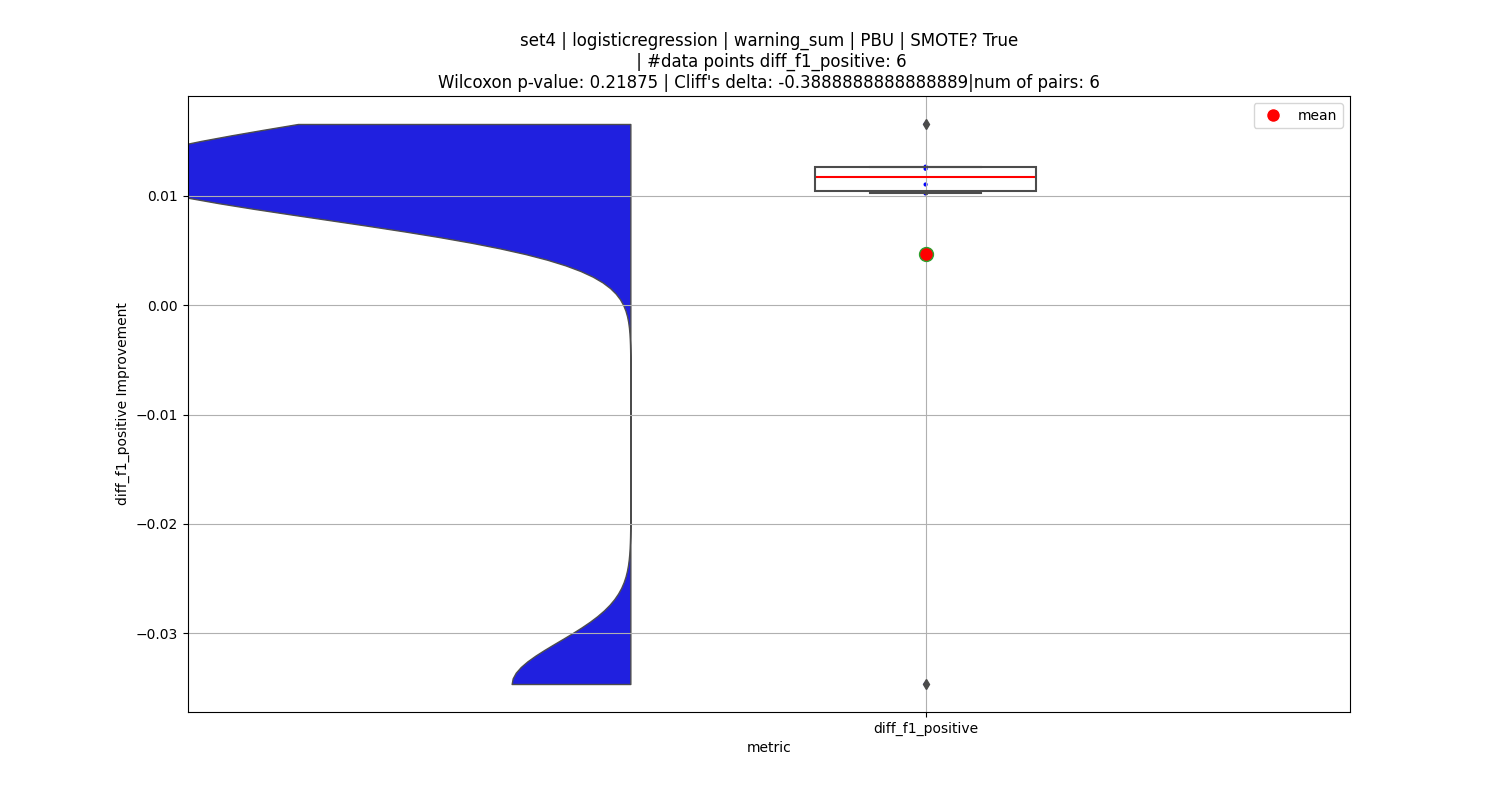 set4 | logisticregression | warning_sum | PBU | SMOTE? True
| #data points diff_f1_positive: 6
Wilcoxon p-value: 0.21875 | Cliff's delta: -0.3888888888888889|num of pairs: 6
mean
0.01
0.00
−0.01
−0.02
−0.03
diff_f1_positive Improvement
diff_f1_positive
metric